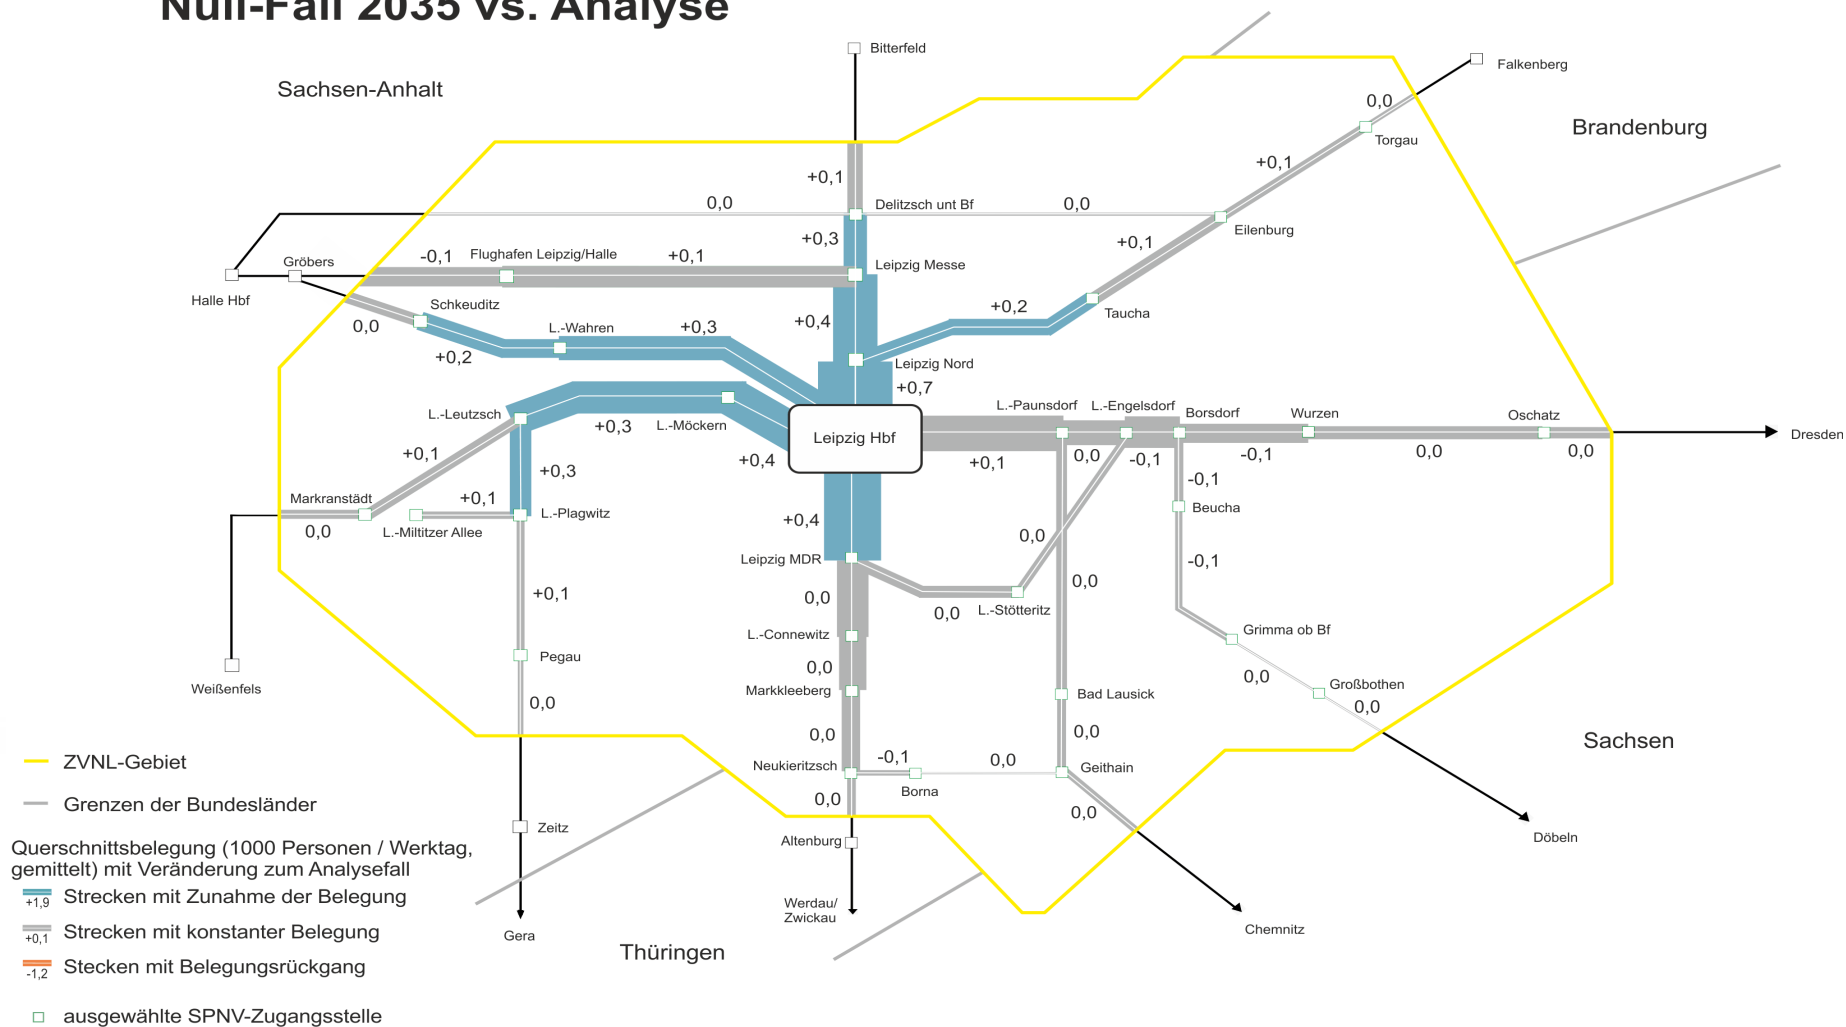 Null-Fall 2035 vs. Analyse
Bitterfeld
Falkenberg
Sachsen-Anhalt
0,0
Brandenburg
Torgau
+0,1
+0,1
0,0
Delitzsch unt Bf
0,0
Eilenburg
+0,3
+0,1
Gröbers
-0,1
Flughafen Leipzig/Halle
+0,1
Leipzig Messe
Halle Hbf
Schkeuditz
+0,2
Taucha
0,0
L.-Wahren
+0,3
+0,4
+0,2
Leipzig Nord
+0,7
L.-Leutzsch
+0,3
L.-Möckern
Leipzig Hbf
L.-Paunsdorf
L.-Engelsdorf
Borsdorf
Wurzen
Oschatz
Dresden
+0,1
+0,4
+0,1
0,0
-0,1
-0,1
0,0
0,0
+0,3
-0,1
Markranstädt
+0,1
L.-Plagwitz
Beucha
0,0
L.-Miltitzer Allee
+0,4
0,0
Leipzig MDR
-0,1
0,0
+0,1
0,0
0,0
L.-Stötteritz
L.-Connewitz
Grimma ob Bf
Pegau
0,0
0,0
Weißenfels
Markkleeberg
Bad Lausick
Großbothen
0,0
0,0
0,0
0,0
Sachsen
Neukieritzsch
-0,1
0,0
Geithain
Borna
0,0
0,0
Zeitz
Altenburg
Döbeln
Werdau/
Zwickau
Gera
Chemnitz
Thüringen
ZVNL-Gebiet
Grenzen der Bundesländer
Querschnittsbelegung (1000 Personen / Werktag,
gemittelt) mit Veränderung zum Analysefall
+1,9 Strecken mit Zunahme der Belegung
+0,1 Strecken mit konstanter Belegung
-1,2 Stecken mit Belegungsrückgang
ausgewählte SPNV-Zugangsstelle